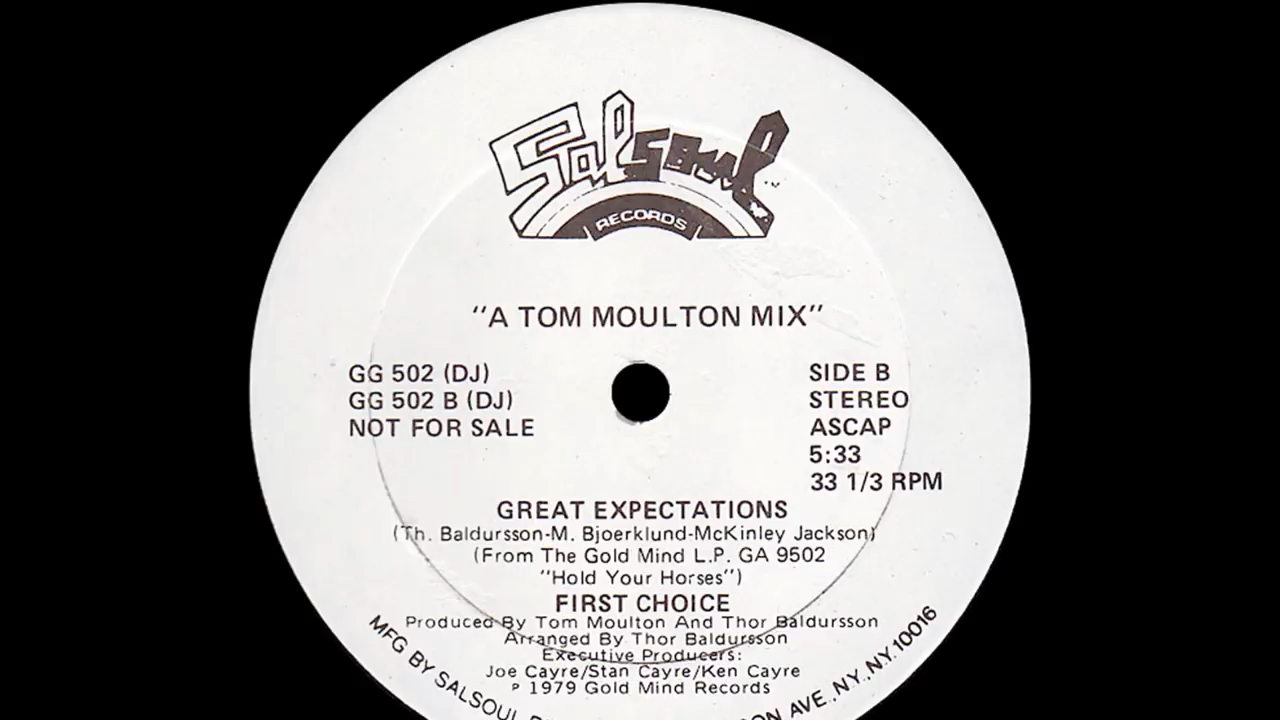 Salsoul
RECORDS
"A TOM MOULTON MIX"
GG 502 (DJ)
GG 502 B (DJ)
NOT FOR SALE
SIDE B
STEREO
ASCAP
5:33
33 1/3 RPM
GREAT EXPECTATIONS
(Th. Baldursson-M. Bjoerklund-McKinley Jackson)
(From The Gold Mind L.P. GA 9502
"Hold Your Horses")
FIRST CHOICE
Produced By Tom Moulton And Thor Baldursson
Arranged By Thor Baldursson
Executive Producers:
Joe Cayre/Stan Cayre/Ken Cayre
℗ 1979 Gold Mind Records
MFG BY SALSOUL AVE., NY, NY. 10016